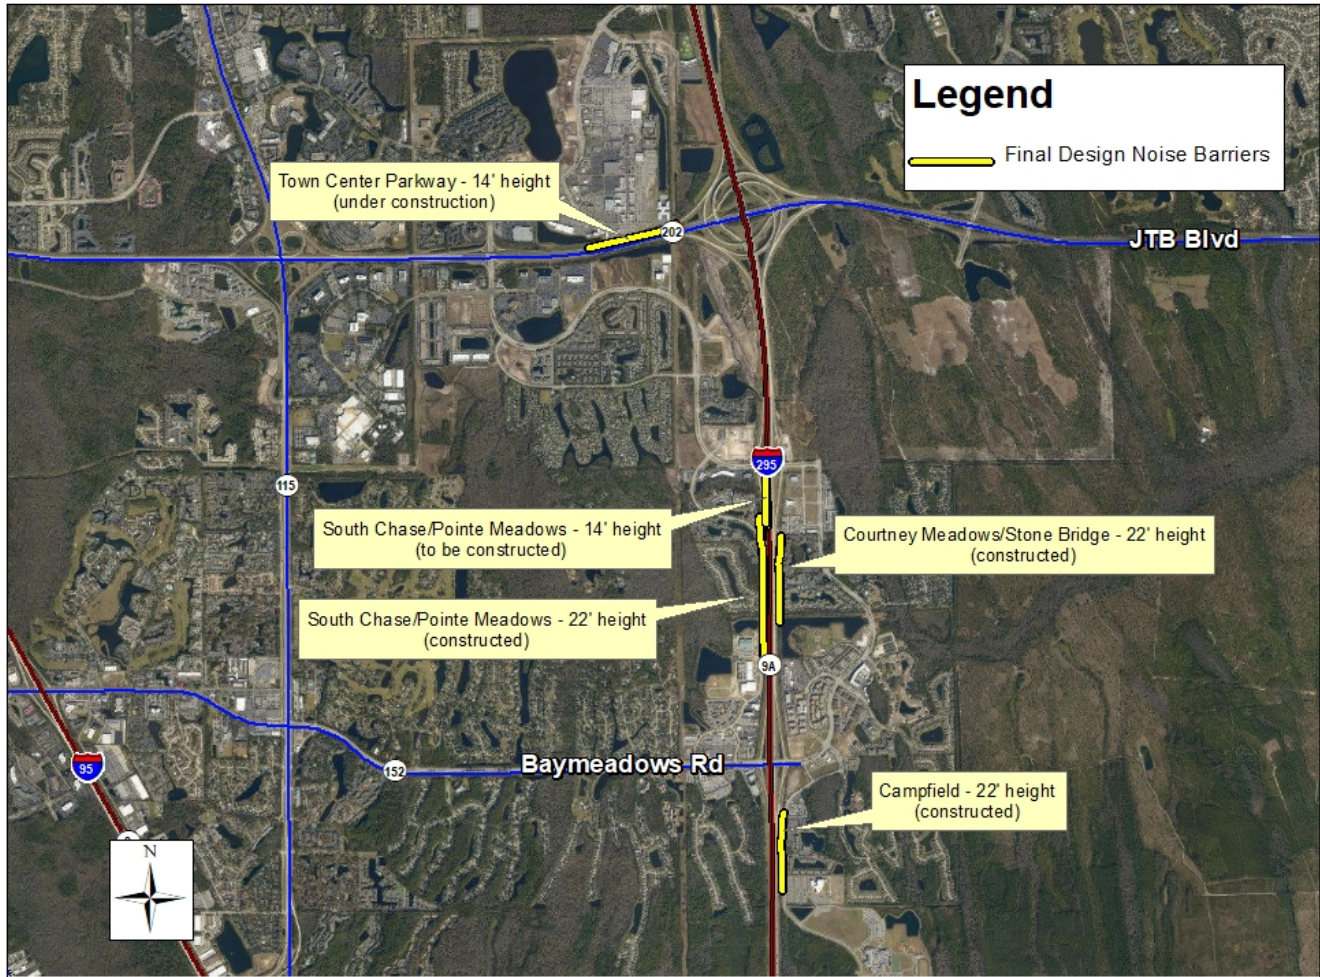 Legend
Final Design Noise Barriers
Town Center Parkway - 14' height
(under construction)
202
JTB Blvd
295
115
South Chase/Pointe Meadows - 14' height
(to be constructed)
Courtney Meadows/Stone Bridge - 22' height
(constructed)
South Chase/Pointe Meadows - 22' height
(constructed)
9A
95
152
Baymeadows Rd
Campfield - 22' height
(constructed)
N